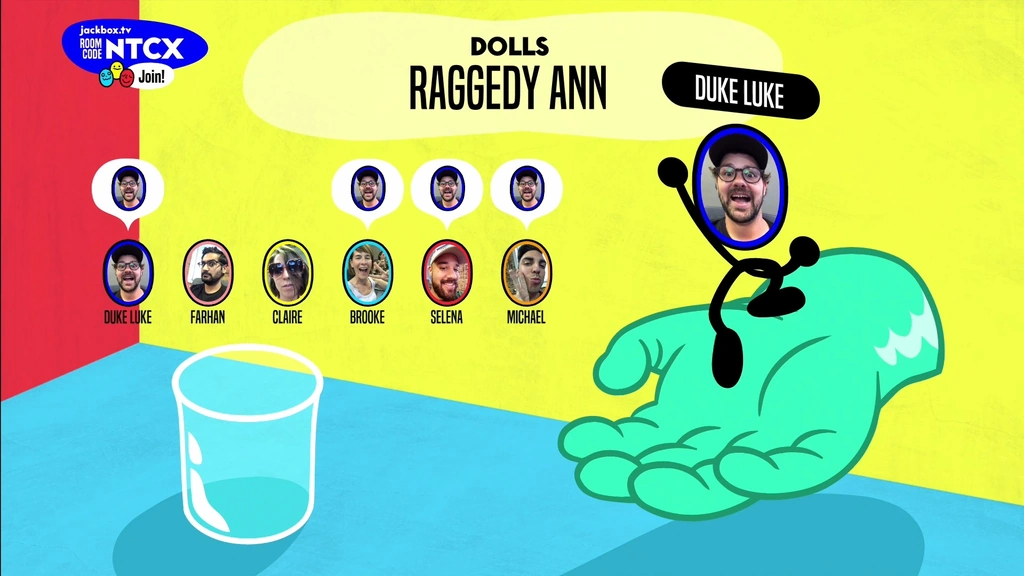 jackbox.tv
ROOM CODE NTCX
Join!
DOLLS
RAGGEDY ANN
DUKE LUKE
DUKE LUKE
FARHAN
CLAIRE
BROOKE
SELENA
MICHAEL